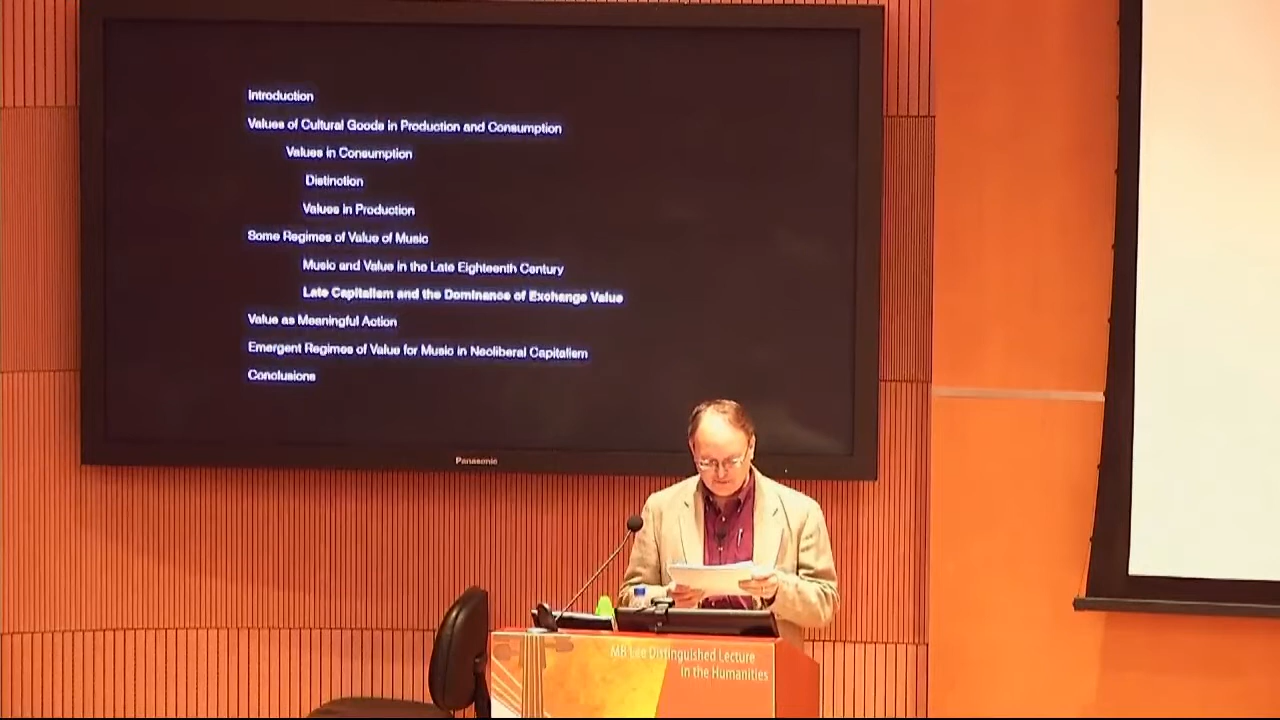 Introduction
Values of Cultural Goods in Production and Consumption
Values in Consumption
Distinction
Values in Production
Some Regimes of Value of Music
Music and Value in the Late Eighteenth Century
Late Capitalism and the Dominance of Exchange Value
Value as Meaningful Action
Emergent Regimes of Value for Music in Neoliberal Capitalism
Conclusions
Panasonic
MB Lee Distinguished Lecture
in the Humanities